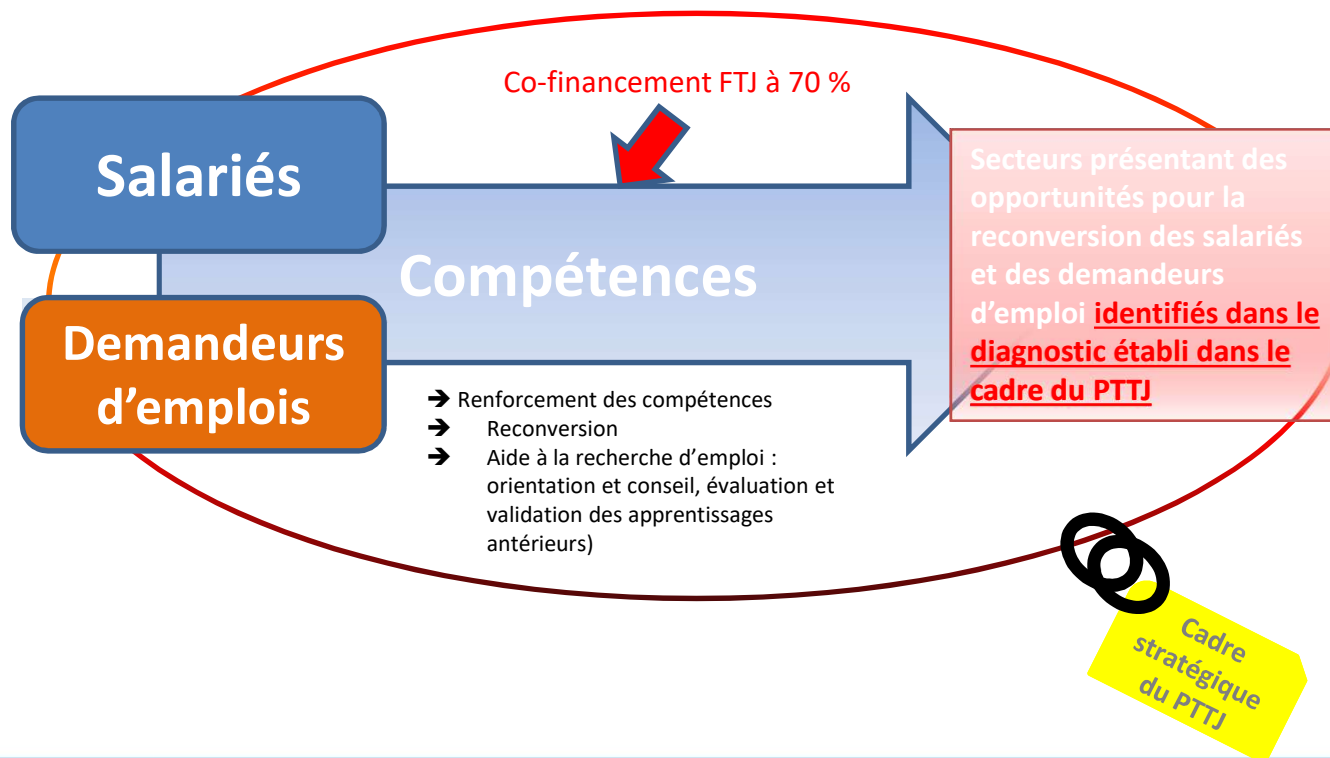 Co-financement FTJ à 70 %
Salariés
Demandeurs
d’emplois
Compétences
➔ Renforcement des compétences
➔ Reconversion
➔ Aide à la recherche d’emploi :
orientation et conseil, évaluation et
validation des apprentissages
antérieurs)
Secteurs présentant des
opportunités pour la
reconversion des salariés
et des demandeurs
d’emploi identifiés dans le
diagnostic établi dans le
cadre du PTTJ
Cadre
stratégique
du PTTJ